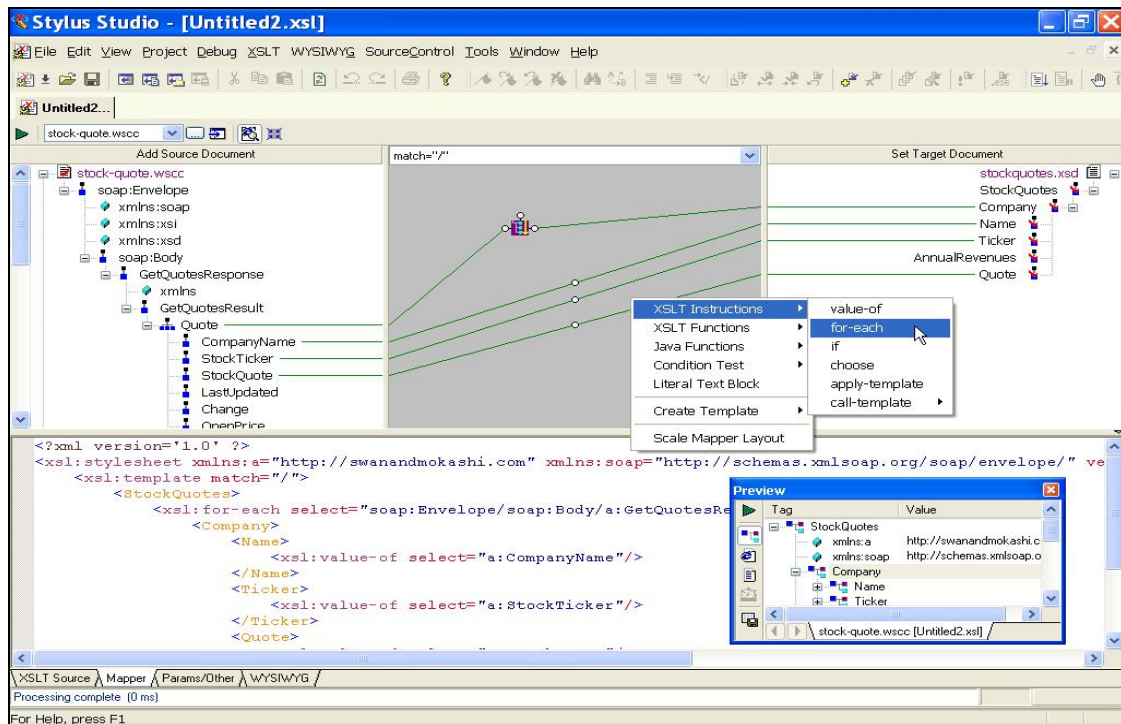 Stylus Studio - [Untitled2.xsl]
File Edit View Project Debug XSLT WYSIWYG SourceControl Tools Window Help
Untitled2...
stock-quote.wscc
Add Source Document
match="/"
Set Target Document
stock-quote.wscc
soap:Envelope
xmlns:soap
xmlns:xsi
xmlns:xsd
soap:Body
GetQuotesResponse
xmlns
GetQuotesResult
Quote
CompanyName
StockTicker
StockQuote
LastUpdated
Change
OpenPrice
stockquotes.xsd
StockQuotes
Company
Name
Ticker
AnnualRevenues
Quote
XSLT Instructions
XSLT Functions
Java Functions
Condition Test
Literal Text Block
Create Template
Scale Mapper Layout
value-of
for-each
if
choose
apply-template
call-template
<?xml version='1.0' ?>
<xsl:stylesheet xmlns:a="http://swanandmokashi.com" xmlns:soap="http://schemas.xmlsoap.org/soap/envelope/" ve
<xsl:template match="/">
<StockQuotes>
<xsl:for-each select="soap:Envelope/soap:Body/a:GetQuotesRe
<Company>
<Name>
<xsl:value-of select="a:CompanyName"/>
</Name>
<Ticker>
<xsl:value-of select="a:StockTicker"/>
</Ticker>
<Quote>
Preview
Tag Value
StockQuotes
xmlns:a http://swanandmokashi.c
xmlns:soap http://schemas.xmlsoap.o
Company
Name
Ticker
stock-quote.wscc [Untitled2.xsl]
XSLT Source Mapper Params/Other WYSIWYG
Processing complete (0 ms)
For Help, press F1